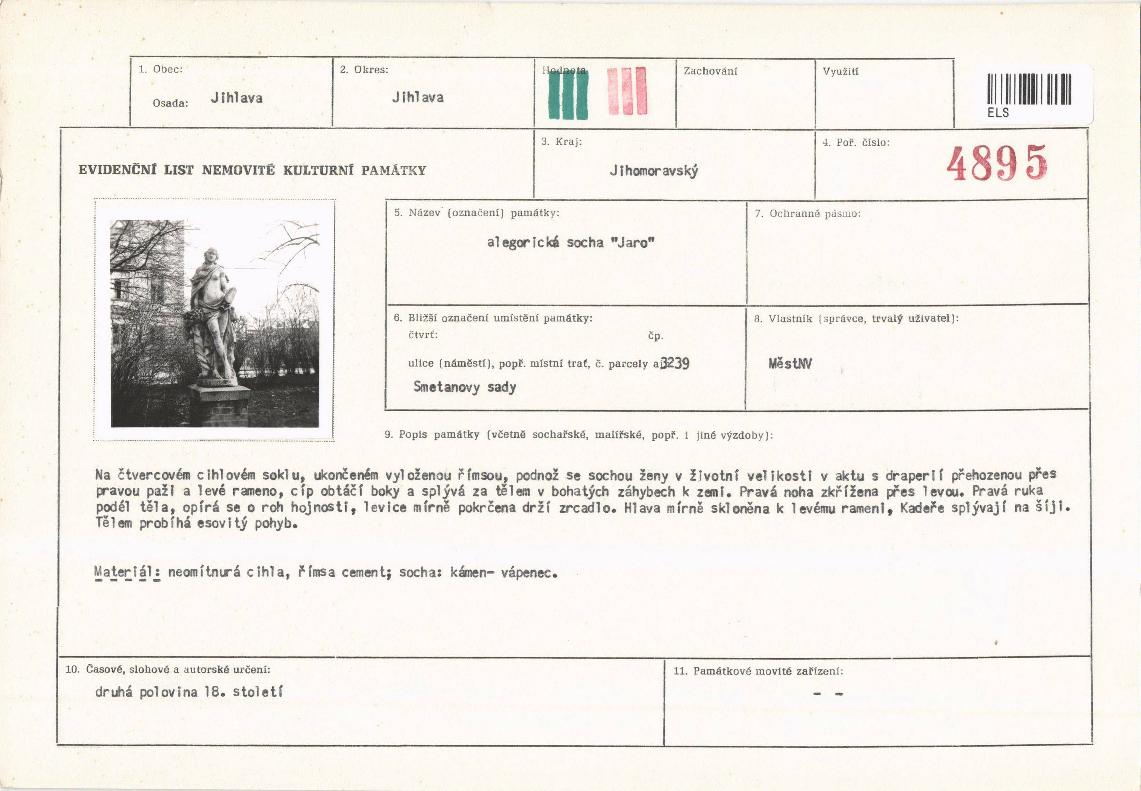 1. Obec:
Osada: Jihlava
2. Okres:
Jihlava
Hodnota
Zachování
Využití
ELS
EVIDENČNÍ LIST NEMOVITÉ KULTURNÍ PAMÁTKY
3. Kraj:
Jihomoravský
4. Poř. číslo:
4895
5. Název (označení) památky:
alegorická socha "Jaro"
7. Ochranné pásmo:
6. Bližší označení umístění památky:
čtvrť: čp.
ulice (náměstí), popř. místní trať, č. parcely a 3239
Smetanovy sady
8. Vlastník (správce, trvalý uživatel):
MěstNV
9. Popis památky (včetně sochařské, malířské, popř. i jiné výzdoby):
Na čtvercovém cihlovém soklu, ukončeném vyloženou římsou, podnož se sochou ženy v životní velikosti v aktu s draperií přehozenou přes
pravou paži a levé rameno, cíp obtáčí boky a splývá za tělem v bohatých záhybech k zemi. Pravá noha zkřížena přes levou. Pravá ruka
podél těla, opírá se o roh hojnosti, levice mírně pokrčena drží zrcadlo. Hlava mírně skloněna k levému rameni, Kadeře splývají na šíji.
Tělem probíhá esovitý pohyb.
Materiál: neomítnurá cihla, římsa cement; socha: kámen- vápenec.
10. Časové, slohové a autorské určení:
druhá polovina 18. století
11. Památkové movité zařízení:
- -